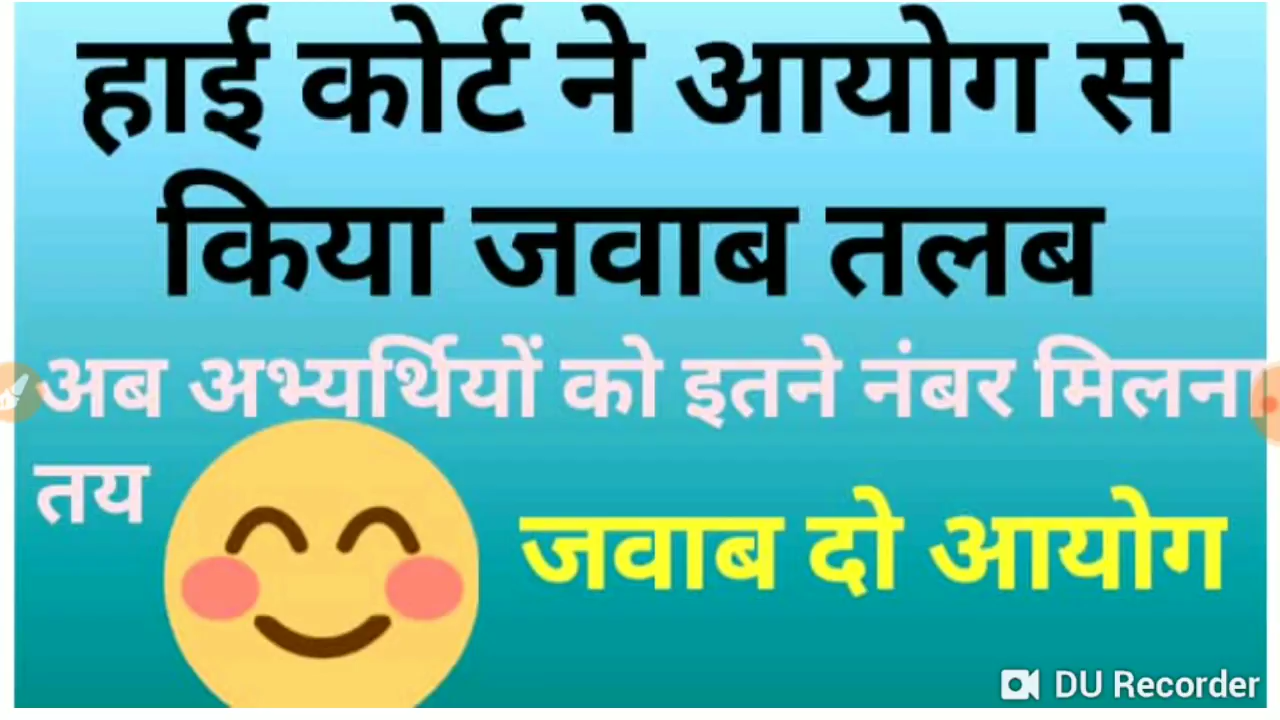 हाई कोर्ट ने आयोग से
किया जवाब तलब
अब अभ्यर्थियों को इतने नंबर मिलना
तय
जवाब दो आयोग
DU Recorder